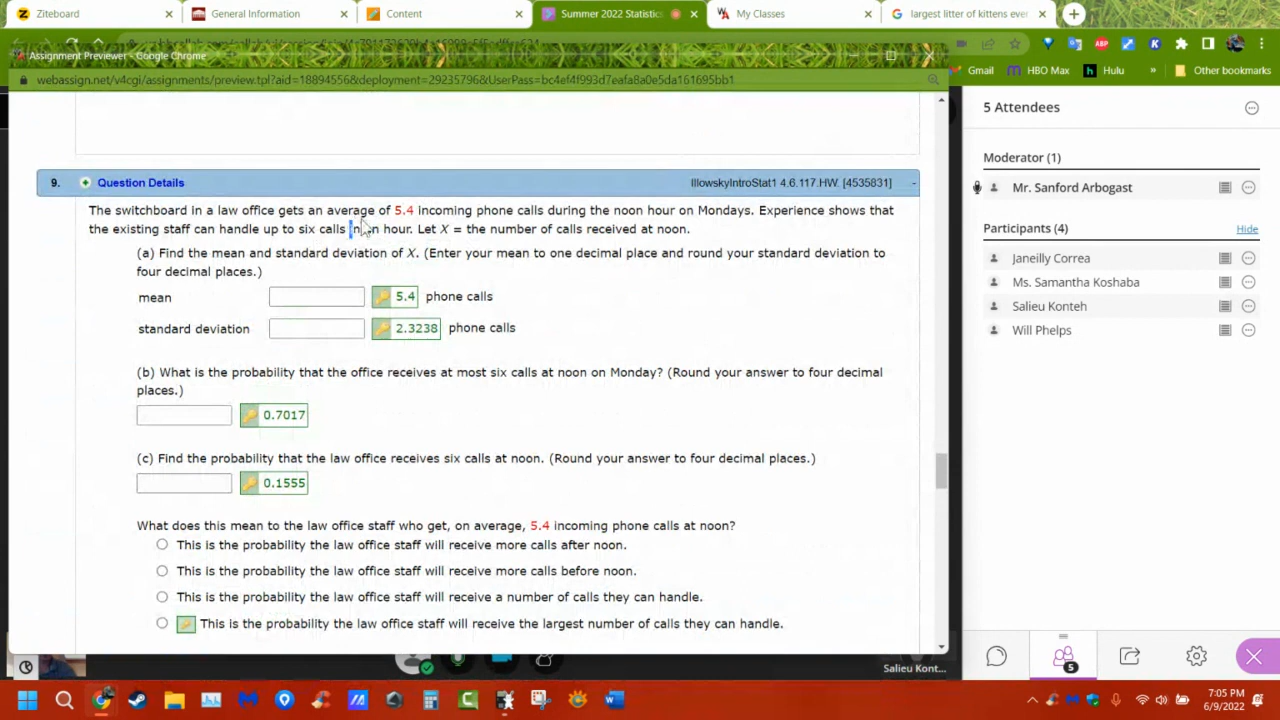 Ziteboard
General Information
Content
Summer 2022 Statistic
My Classes
largest litter of kittens eve
Assignment Previewer - Google Chrome
webassign.net/v4cgi/assignments/preview.tpl?aid=18894556&deployment=29235796&UserPass=bc4ef4f993d7eafa8a0e5da161695bb1
Gmail
HBO Max
Hulu
»
Other bookmarks
9.
Question Details
IllowskyIntroStat1 4.6.117.HW. [4535831]
The switchboard in a law office gets an average of 5.4 incoming phone calls during the noon hour on Mondays. Experience shows that
the existing staff can handle up to six calls in an hour. Let X = the number of calls received at noon.
(a) Find the mean and standard deviation of X. (Enter your mean to one decimal place and round your standard deviation to
four decimal places.)
mean
5.4 phone calls
standard deviation
2.3238 phone calls
(b) What is the probability that the office receives at most six calls at noon on Monday? (Round your answer to four decimal
places.)
0.7017
(c) Find the probability that the law office receives six calls at noon. (Round your answer to four decimal places.)
0.1555
What does this mean to the law office staff who get, on average, 5.4 incoming phone calls at noon?
This is the probability the law office staff will receive more calls after noon.
This is the probability the law office staff will receive more calls before noon.
This is the probability the law office staff will receive a number of calls they can handle.
This is the probability the law office staff will receive the largest number of calls they can handle.
5 Attendees
Moderator (1)
Mr. Sanford Arbogast
Participants (4)
Hide
Janeilly Correa
Ms. Samantha Koshaba
Salieu Konteh
Will Phelps
Salieu Kont...
5
7:05 PM
6/9/2022